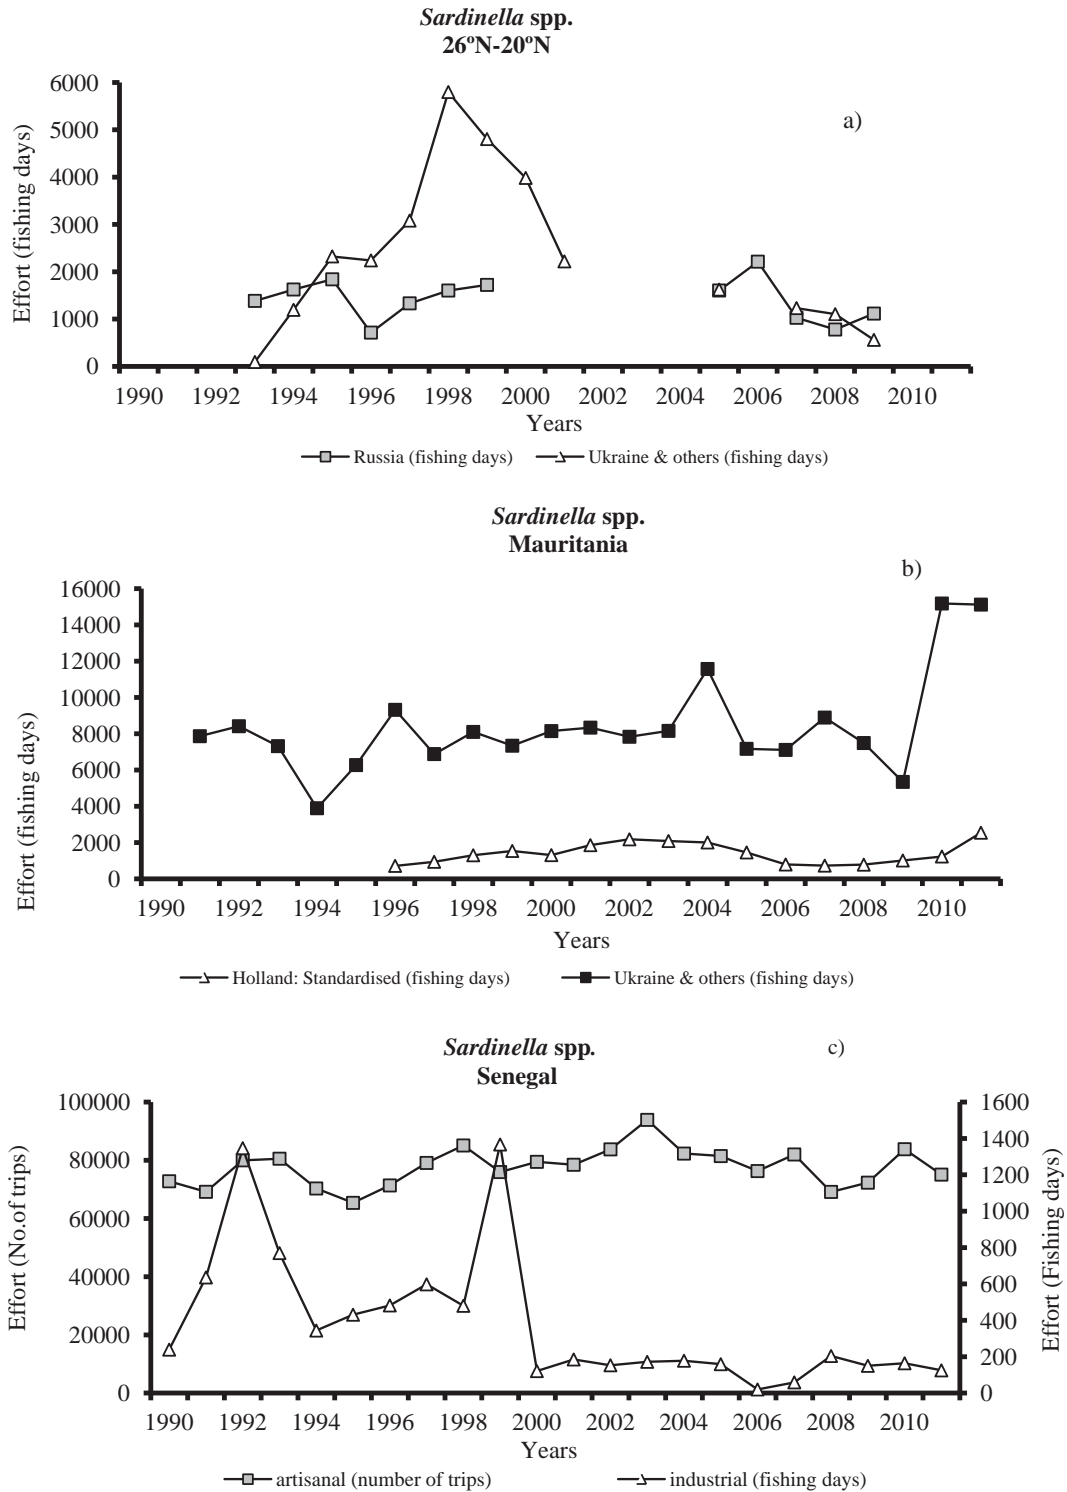 Sardinella spp.
26ºN-20ºN
a)
Effort (fishing days)
6000
5000
4000
3000
2000
1000
0
1990 1992 1994 1996 1998 2000 2002 2004 2006 2008 2010
Years
Russia (fishing days) Ukraine & others (fishing days)
Sardinella spp.
Mauritania
b)
Effort (fishing days)
16000
14000
12000
10000
8000
6000
4000
2000
0
1990 1992 1994 1996 1998 2000 2002 2004 2006 2008 2010
Years
Holland: Standardised (fishing days) Ukraine & others (fishing days)
Sardinella spp.
Senegal
c)
Effort (No.of trips)
100000
80000
60000
40000
20000
0
1600
1400
1200
1000
800
600
400
200
0
Effort (Fishing days)
1990 1992 1994 1996 1998 2000 2002 2004 2006 2008 2010
Years
artisanal (number of trips) industrial (fishing days)